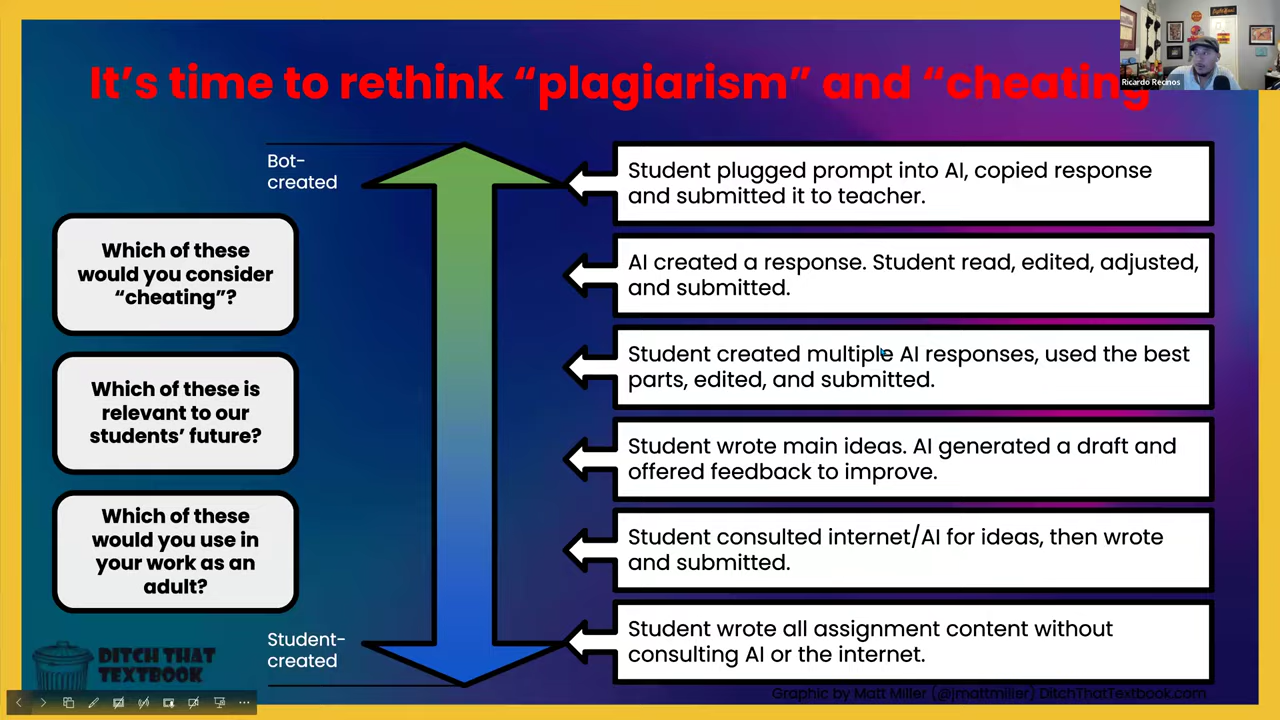 It's time to rethink “plagiarism” and “cheating
Ricardo Recinos
Bot-
created
Which of these
would you consider
“cheating”?
Which of these is
relevant to our
students’ future?
Which of these
would you use in
your work as an
adult?
Student-
created
Student plugged prompt into AI, copied response
and submitted it to teacher.
AI created a response. Student read, edited, adjusted,
and submitted.
Student created multiple AI responses, used the best
parts, edited, and submitted.
Student wrote main ideas. AI generated a draft and
offered feedback to improve.
Student consulted internet/AI for ideas, then wrote
and submitted.
Student wrote all assignment content without
consulting AI or the internet.
DITCH THAT
TEXTBOOK
Graphic by Matt Miller (@jmattmiller) DitchThatTextbook.com